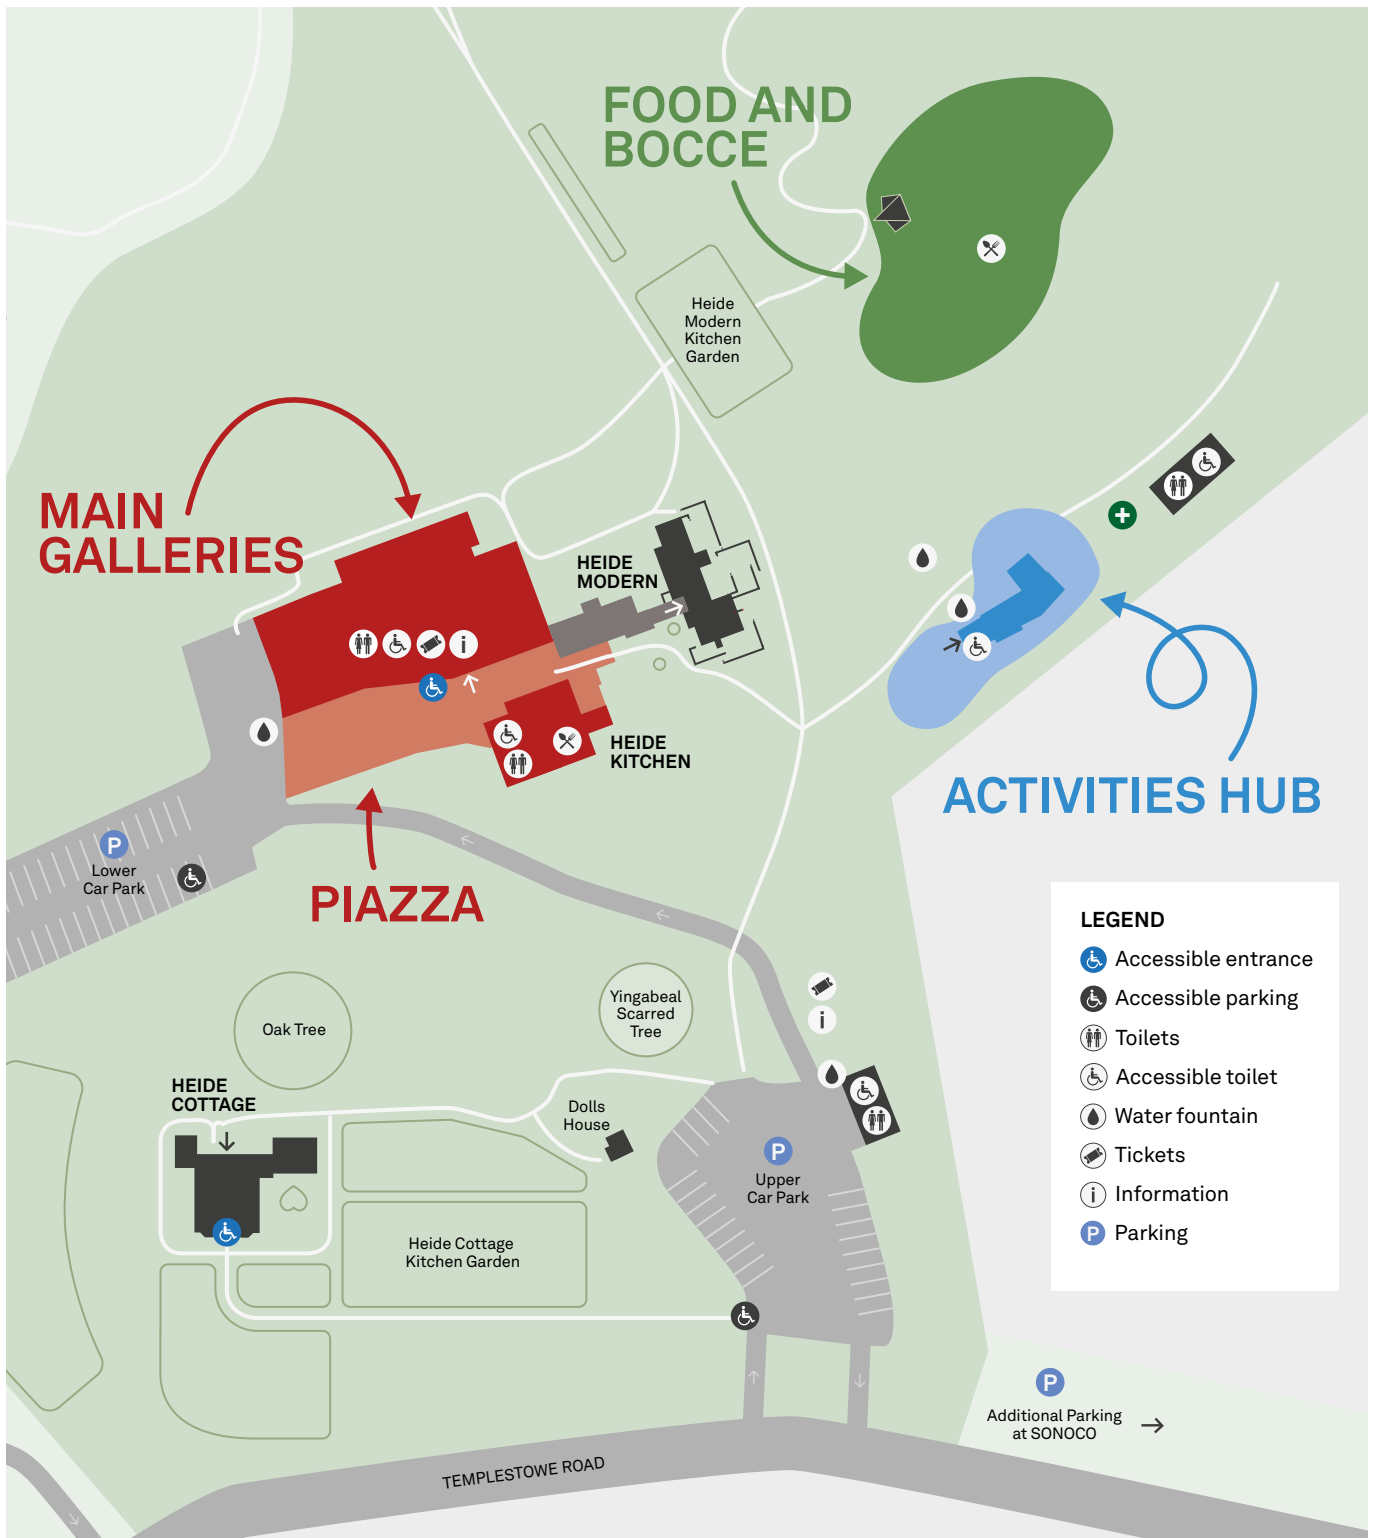 FOOD AND
BOCCE
Heide
Modern
Kitchen
Garden
MAIN
GALLERIES
HEIDE
MODERN
i
HEIDE
KITCHEN
ACTIVITIES HUB
P
Lower
Car Park
PIAZZA
LEGEND
Accessible entrance
Accessible parking
Toilets
Accessible toilet
Water fountain
Tickets
i Information
P Parking
i
Oak Tree
Yingabeal
Scarred
Tree
HEIDE
COTTAGE
Dolls
House
P
Upper
Car Park
Heide Cottage
Kitchen Garden
P
Additional Parking
at SONOCO
TEMPLESTOWE ROAD